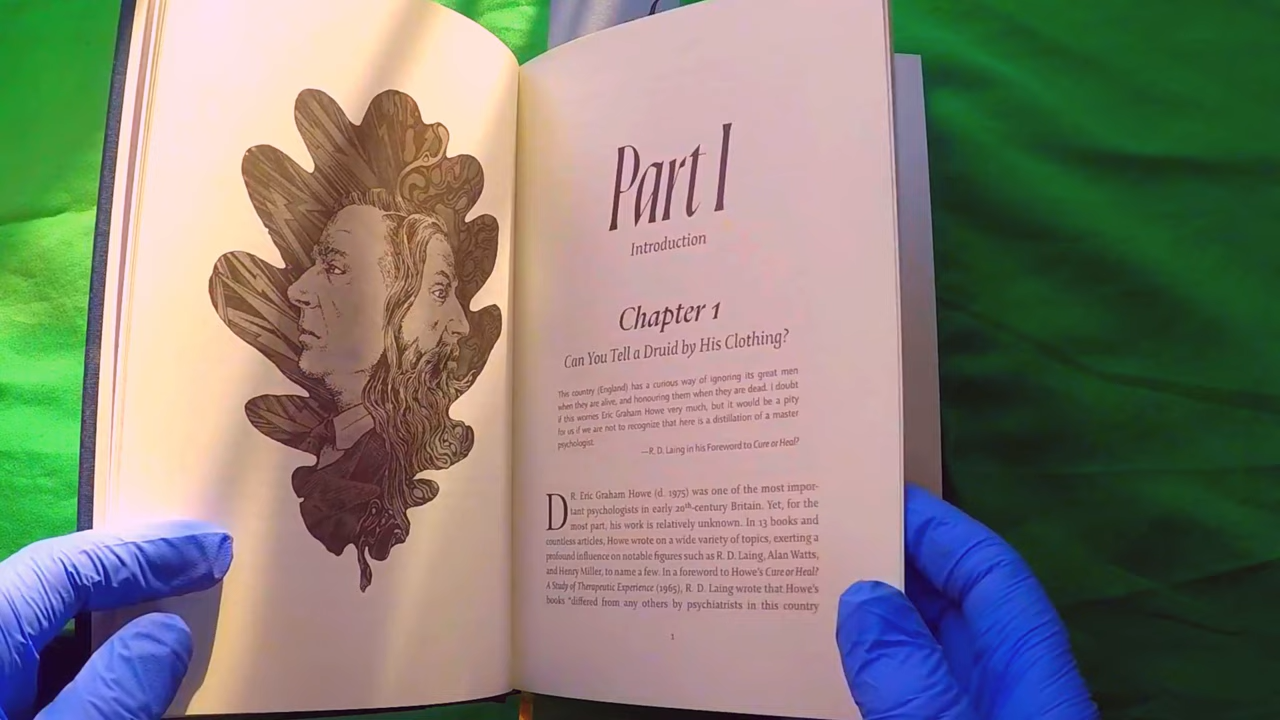 Part I
Introduction
Chapter 1
Can You Tell a Druid by His Clothing?
This country (England) has a curious way of ignoring its great men
when they are alive, and honouring them when they are dead. I doubt
if this worries Eric Graham Howe very much, but it would be a pity
for us if we are not to recognize that here is a distillation of a master
psychologist.
—R. D. Laing in his Foreword to Cure or Heal?
DR. Eric Graham Howe (d. 1975) was one of the most impor-
tant psychologists in early 20th-century Britain. Yet, for the
most part, his work is relatively unknown. In 13 books and
countless articles, Howe wrote on a wide variety of topics, exerting a
profound influence on notable figures such as R. D. Laing, Alan Watts,
and Henry Miller, to name a few. In a foreword to Howe's Cure or Heal?
A Study of Therapeutic Experience (1965), R. D. Laing wrote that Howe's
books "differed from any others by psychiatrists in this country
1